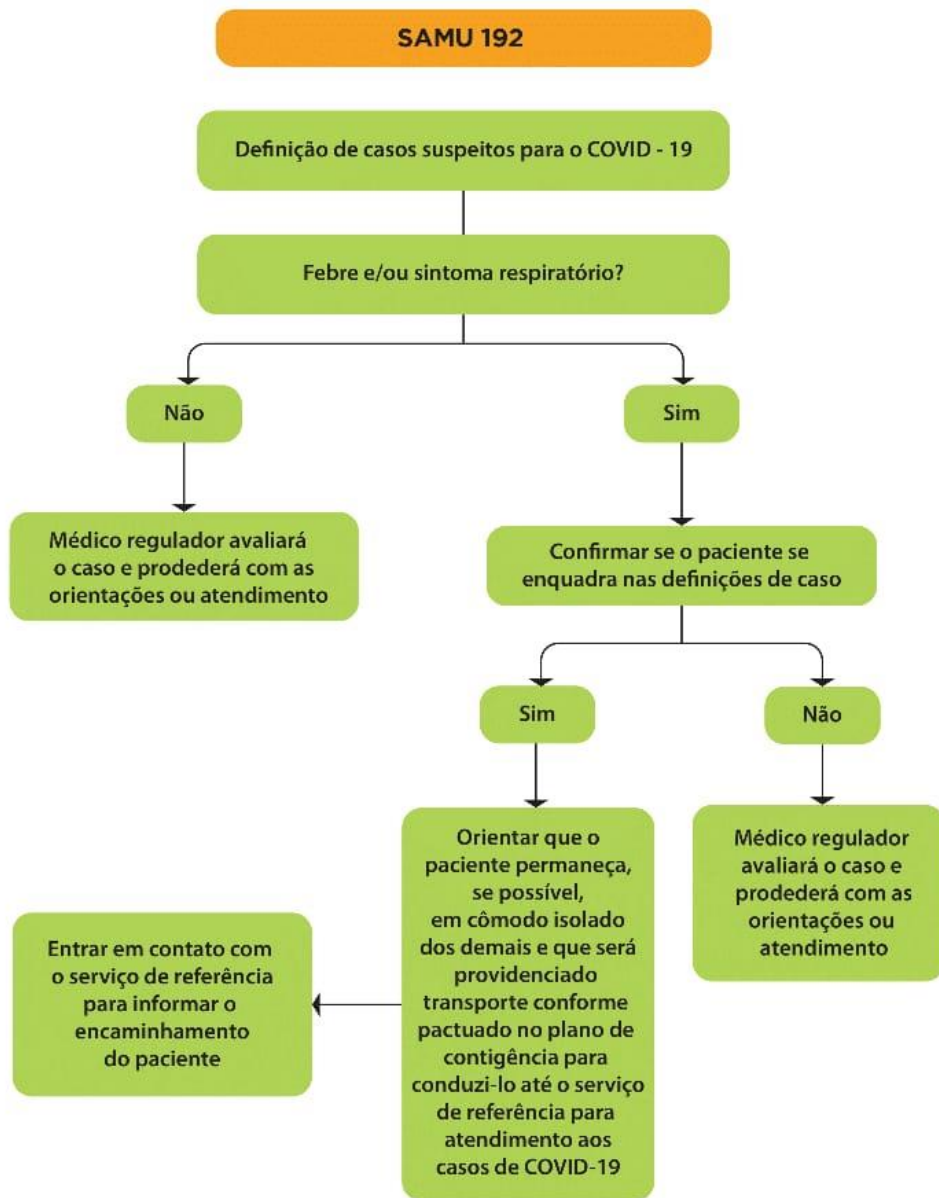 SAMU 192
Definição de casos suspeitos para o COVID - 19
Febre e/ou sintoma respiratório?
Não
Sim
Médico regulador avaliará
o caso e prodederá com as
orientações ou atendimento
Confirmar se o paciente se
enquadra nas definições de caso
Sim
Não
Orientar que o
paciente permaneça,
se possível,
em cômodo isolado
dos demais e que será
providenciado
transporte conforme
pactuado no plano de
contigência para
conduzi-lo até o serviço
de referência para
atendimento aos
casos de COVID-19
Médico regulador
avaliará o caso e
prodederá com as
orientações ou
atendimento
Entrar em contato com
o serviço de referência
para informar o
encaminhamento
do paciente